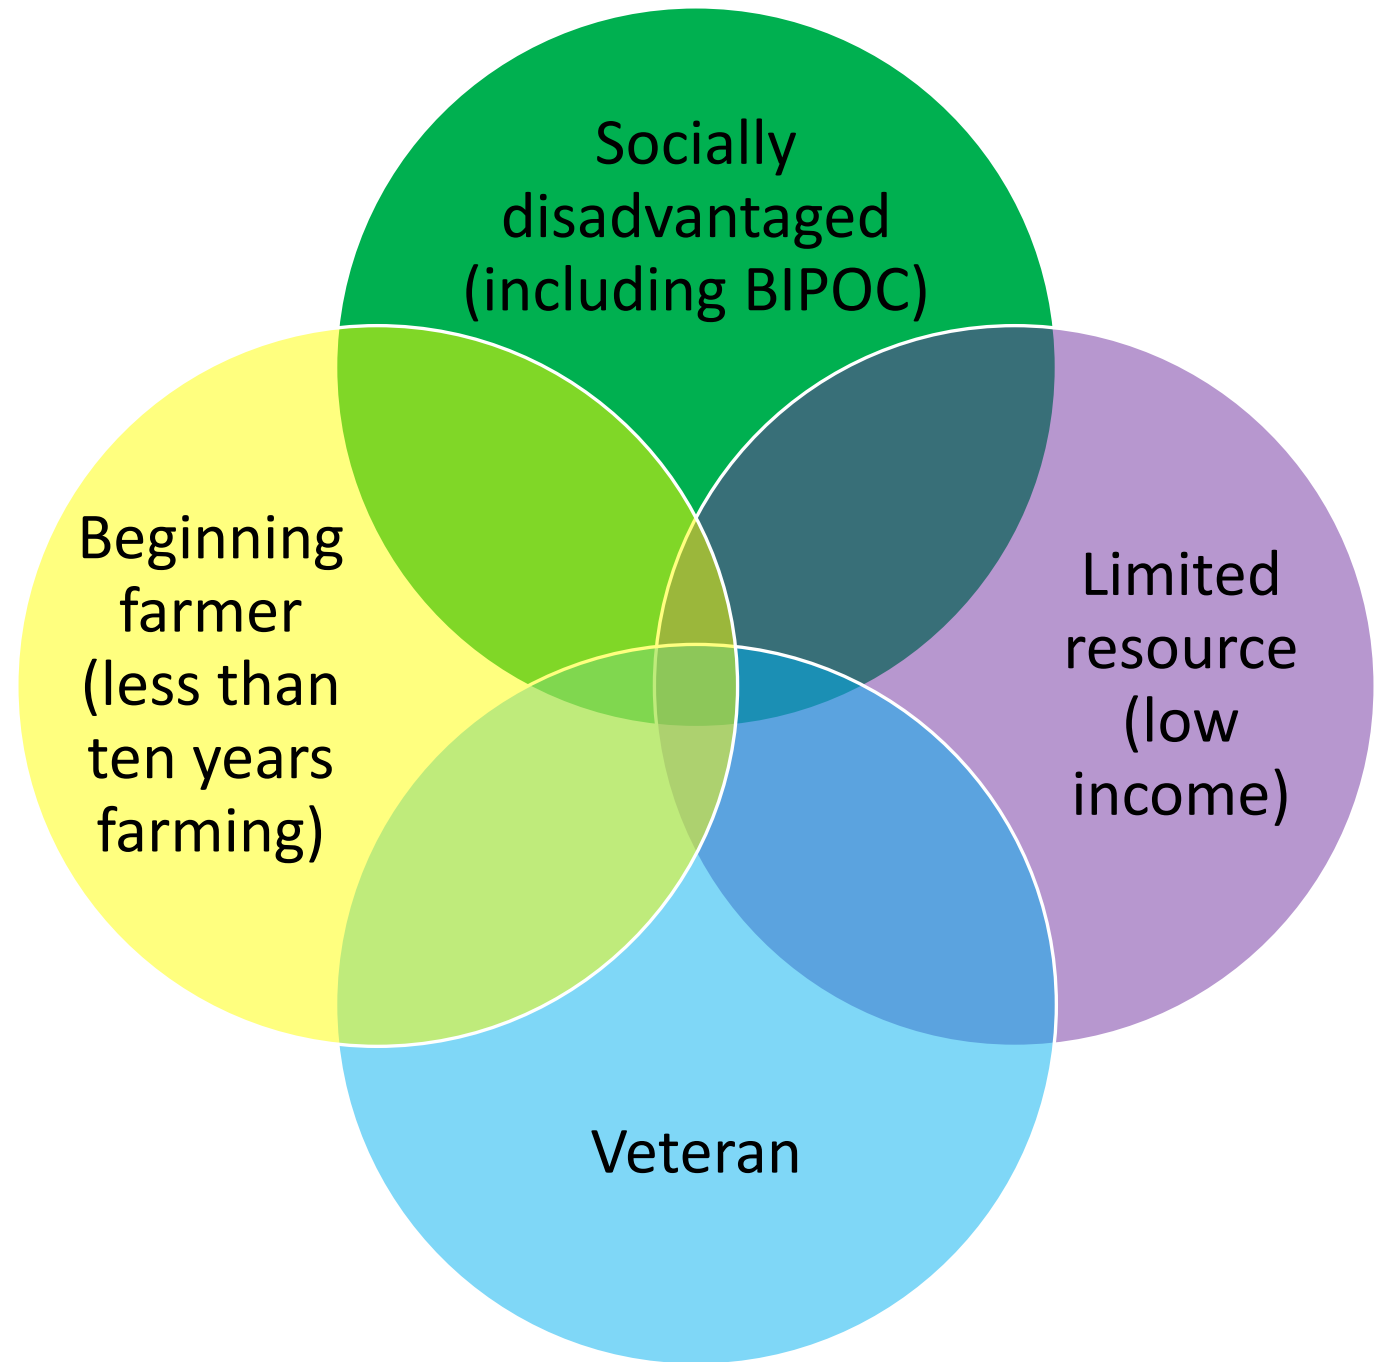 Socially
disadvantaged
(including BIPOC)
Beginning
farmer
(less than
ten years
farming)
Limited
resource
(low
income)
Veteran